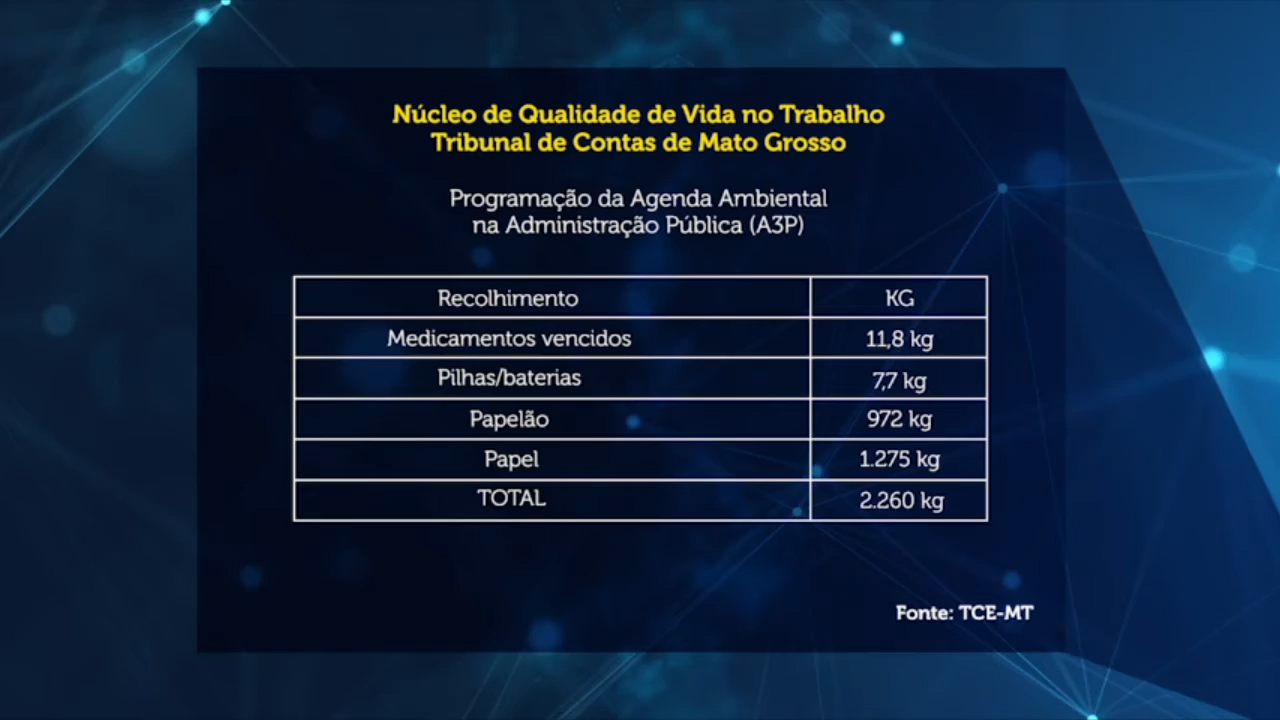 Núcleo de Qualidade de Vida no Trabalho
Tribunal de Contas de Mato Grosso
Programação da Agenda Ambiental
na Administração Pública (A3P)
Recolhimento KG
Medicamentos vencidos 11,8 kg
Pilhas/baterias 7,7 kg
Papelão 972 kg
Papel 1.275 kg
TOTAL 2.260 kg
Fonte: TCE-MT